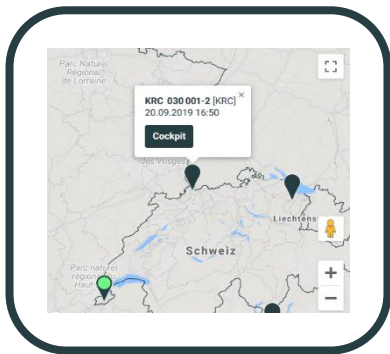 Parc Naturel
Régional
de Lorraine
KRC 030 001-2 [KRC] ×
20.09.2019 16:50
Cockpit
des Vosges
Liechtens
Schweiz
Parc naturel
régional
Haut-
+
−